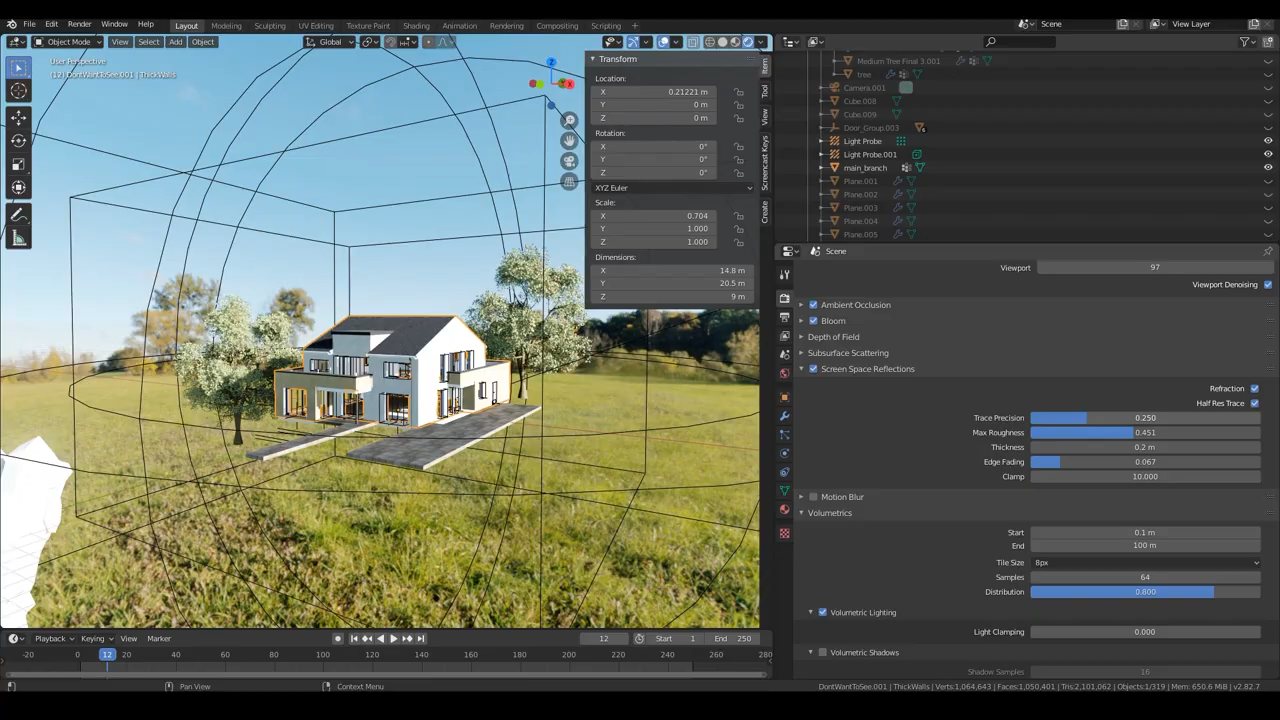 File Edit Render Window Help Layout Modeling Sculpting UV Editing Texture Paint Shading Animation Rendering Compositing Scripting + Scene View Layer
Object Mode View Select Add Object Global
User Perspective
(12) DontWantToSee.001 | ThickWalls
Z
X
Transform
Location:
X 0.21221 m
Y 0 m
Z 0 m
Rotation:
X 0°
Y 0°
Z 0°
XYZ Euler
Scale:
X 0.704
Y 1.000
Z 1.000
Dimensions:
X 14.8 m
Y 20.5 m
Z 9 m
Item
Tool
View
Screencast Keys
Create
Medium Tree Final 3.001
tree
Camera.001
Cube.008
Cube.009
Door_Group.003
Light Probe
Light Probe.001
main_branch
Plane.001
Plane.002
Plane.003
Plane.004
Plane.005
Scene
Viewport 97
Viewport Denoising
Ambient Occlusion
Bloom
Depth of Field
Subsurface Scattering
Screen Space Reflections
Refraction
Half Res Trace
Trace Precision 0.250
Max Roughness 0.451
Thickness 0.2 m
Edge Fading 0.067
Clamp 10.000
Motion Blur
Volumetrics
Start 0.1 m
End 100 m
Tile Size 8px
Samples 64
Distribution 0.800
Volumetric Lighting
Light Clamping 0.000
Volumetric Shadows
Shadow Samples 16
Playback Keying View Marker 12 Start 1 End 250
-20 0 12 20 40 60 80 100 120 140 160 180 200 220 240 260 280
Pan View Context Menu DontWantToSee.001 | ThickWalls | Verts:1,064,643 | Faces:1,050,401 | Tris:2,101,062 | Objects:1/319 | Mem: 650.6 MiB | v2.82.7